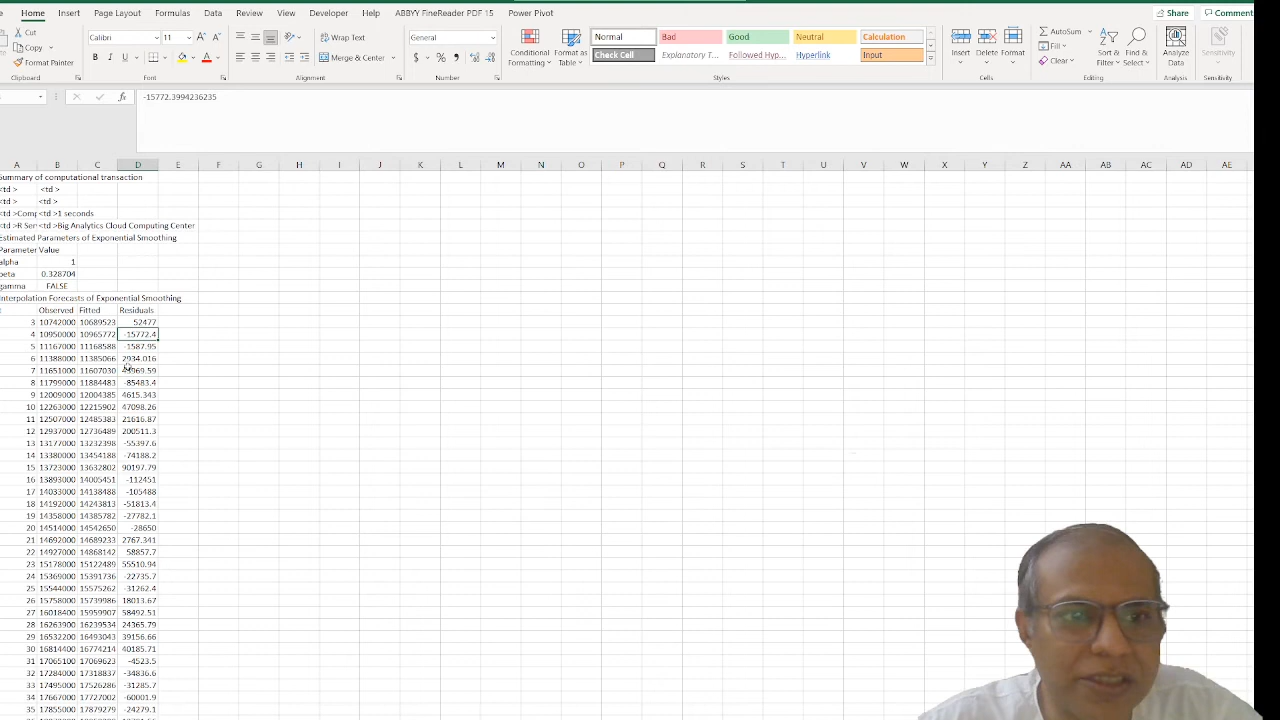 Home Insert Page Layout Formulas Data Review View Developer Help ABBYY FineReader PDF 15 Power Pivot Share Comment
Cut
Copy
Format Painter
Clipboard
Calibri 11
B I U
Font
Wrap Text
Merge & Center
Alignment
General
Number
Conditional Formatting
Format as Table
Normal Bad Good Neutral Calculation
Check Cell Explanatory T... Followed Hyp... Hyperlink Input
Styles
Insert Delete Format
Cells
AutoSum
Fill
Clear
Sort & Filter
Find & Select
Editing
Analyze Data
Analysis
Sensitivity
Sensitivity
fx -15772.3994236235
A B C D E F G H I J K L M N O P Q R S T U V W X Y Z AA AB AC AD AE
Summary of computational transaction
<td > <td >
<td > <td >
<td >Comp <td >1 seconds
<td >R Ser <td >Big Analytics Cloud Computing Center
Estimated Parameters of Exponential Smoothing
Parameter Value
alpha 1
beta 0.328704
gamma FALSE
Interpolation Forecasts of Exponential Smoothing
t Observed Fitted Residuals
3 10742000 10689523 52477
4 10950000 10965772 -15772.4
5 11167000 11168588 -1587.95
6 11388000 11385066 2934.016
7 11651000 11607030
8 11799000 11884483 -85483.4
9 12009000 12004385 4615.343
10 12263000 12215902 47098.26
11 12507000 12485383 21616.87
12 12937000 12736489 200511.3
13 13177000 13232398 -55397.6
14 13380000 13454188 -74188.2
15 13723000 13632802 90197.79
16 13893000 14005451 -112451
17 14033000 14138488 -105488
18 14192000 14243813 -51813.4
19 14358000 14385782 -27782.1
20 14514000 14542650 -28650
21 14692000 14689233 2767.341
22 14927000 14868142 58857.7
23 15178000 15122489 55510.94
24 15369000 15391736 -22735.7
25 15544000 15575262 -31262.4
26 15758000 15739986 18013.67
27 16018400 15959907 58492.51
28 16263900 16239534 24365.79
29 16532200 16493043 39156.66
30 16814400 16774214 40185.71
31 17065100 17069623 -4523.5
32 17284000 17318837 -34836.6
33 17495000 17526286 -31285.7
34 17667000 17727002 -60001.9
35 17855000 17879279 -24279.1